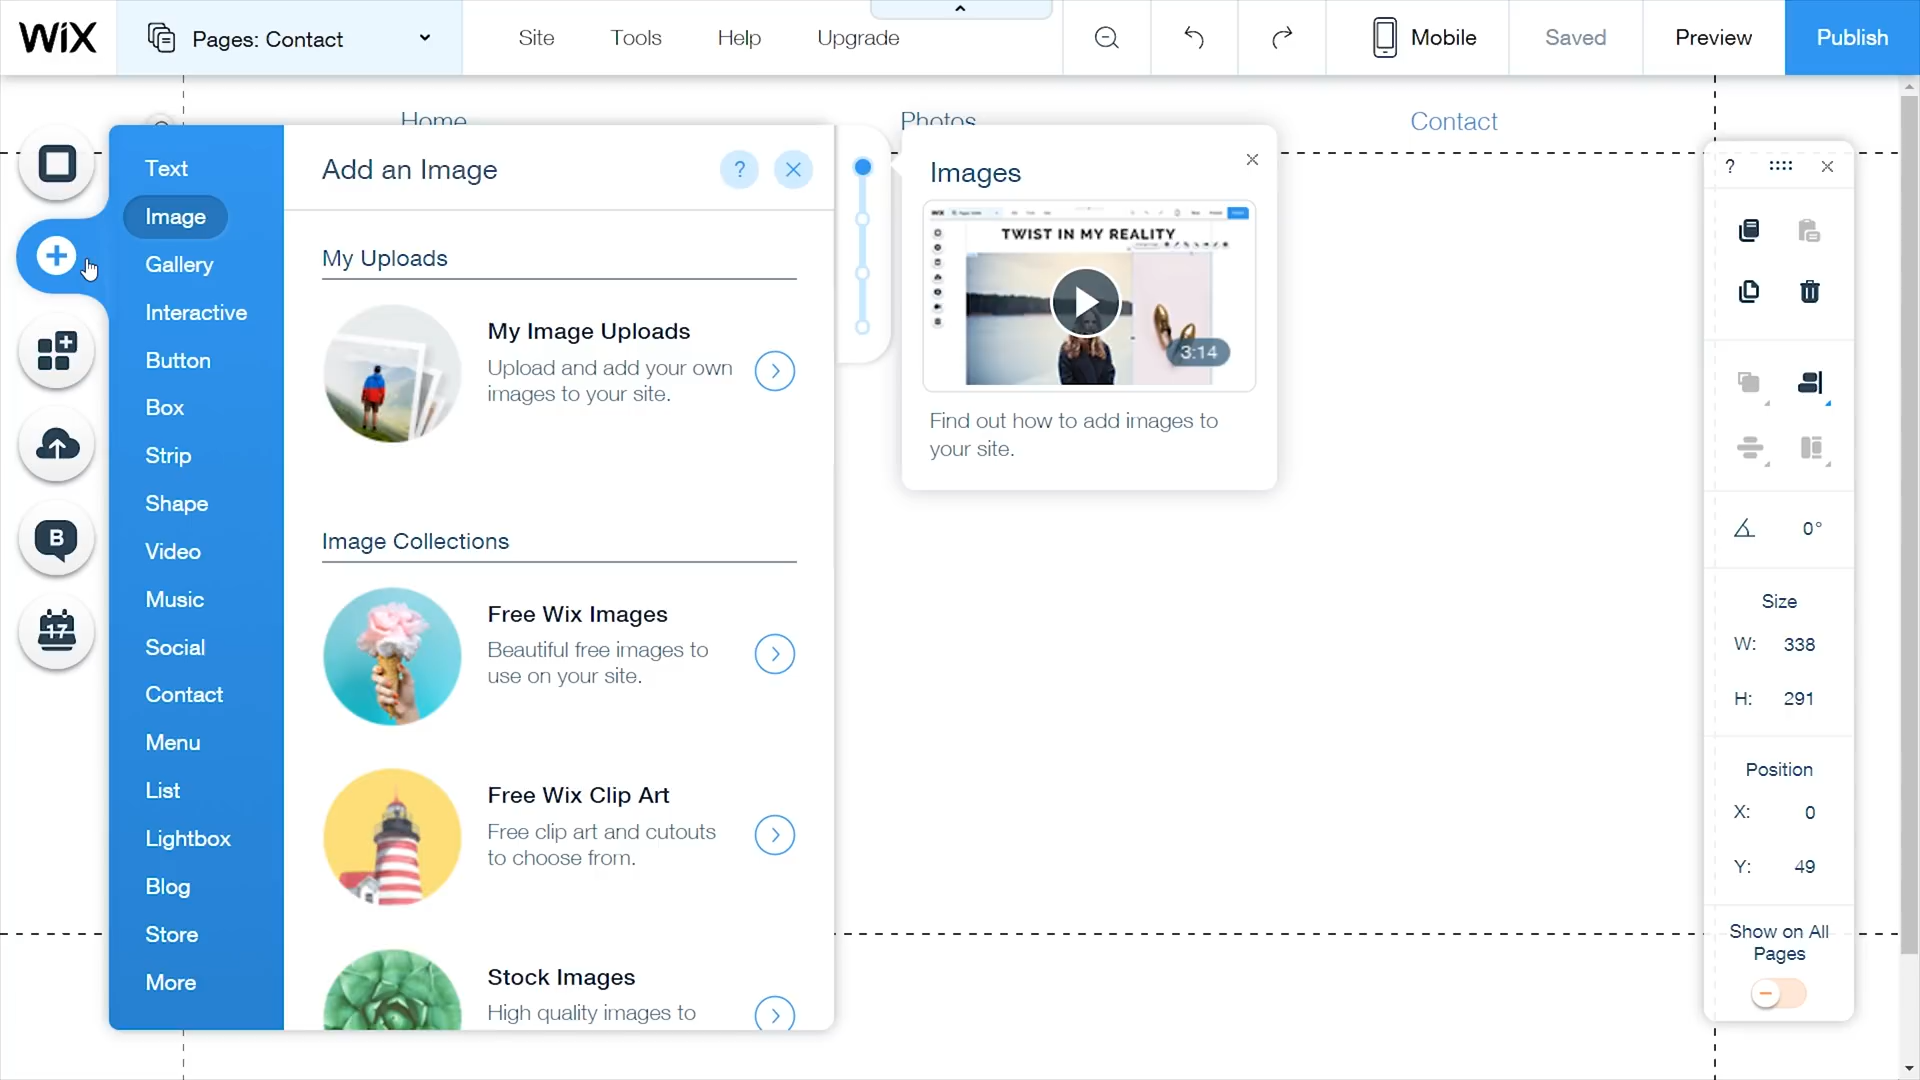 WiX
Pages: Contact
Site
Tools
Help
Upgrade
Mobile
Saved
Preview
Publish
Home
Photos
Contact
Text
Image
Gallery
Interactive
Button
Box
Strip
Shape
Video
Music
Social
Contact
Menu
List
Lightbox
Blog
Store
More
B
17
Add an Image
?
My Uploads
My Image Uploads
Upload and add your own
images to your site.
Image Collections
Free Wix Images
Beautiful free images to
use on your site.
Free Wix Clip Art
Free clip art and cutouts
to choose from.
Stock Images
High quality images to
Images
WiX
TWIST IN MY REALITY
3:14
Find out how to add images to
your site.
?
0°
Size
W: 338
H: 291
Position
X: 0
Y: 49
Show on All
Pages